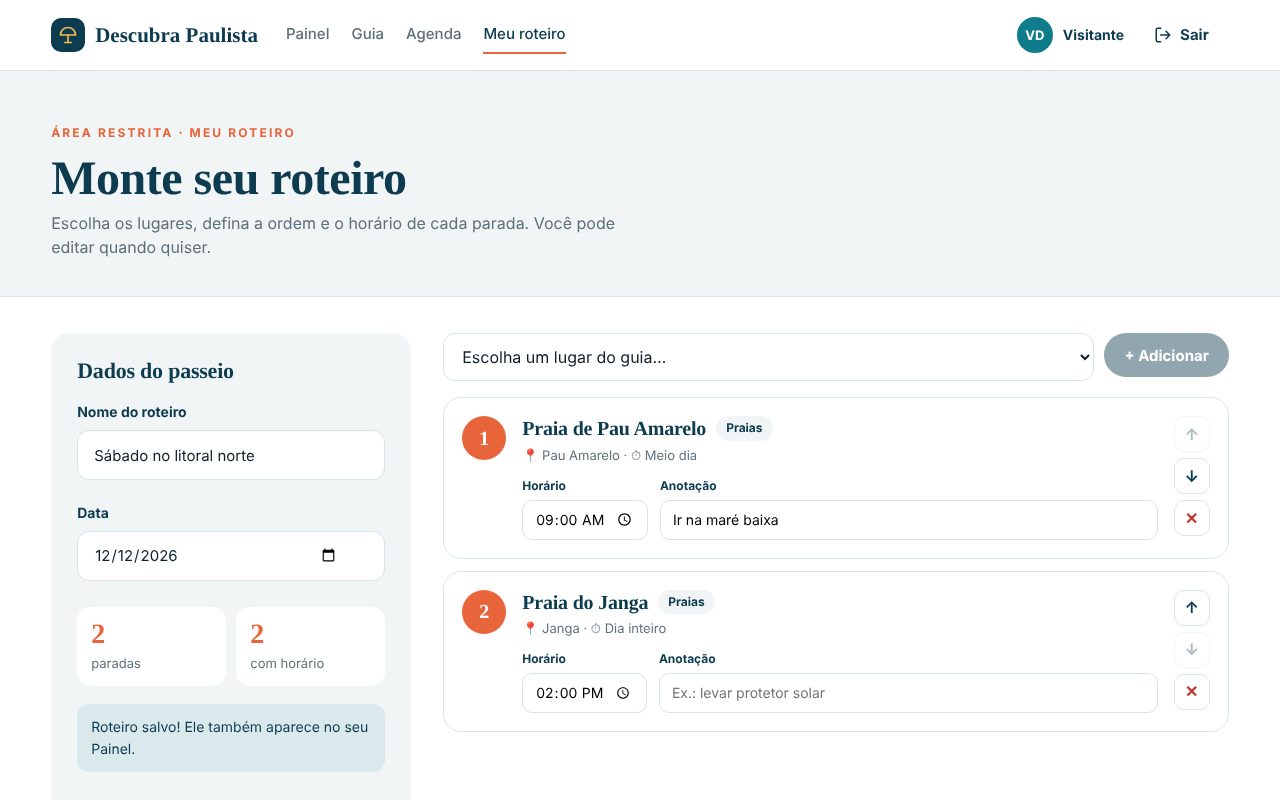 Descubra Paulista
Painel
Guia
Agenda
Meu roteiro
VD
Visitante
Sair
ÁREA RESTRITA · MEU ROTEIRO
Monte seu roteiro
Escolha os lugares, defina a ordem e o horário de cada parada. Você pode
editar quando quiser.
Dados do passeio
Nome do roteiro
Sábado no litoral norte
Data
12/12/2026
2
paradas
2
com horário
Roteiro salvo! Ele também aparece no seu
Painel.
Escolha um lugar do guia...
+ Adicionar
1
Praia de Pau Amarelo
Praias
📍 Pau Amarelo · ⏱ Meio dia
Horário
Anotação
09:00 AM
Ir na maré baixa
↑
↓
✕
2
Praia do Janga
Praias
📍 Janga · ⏱ Dia inteiro
Horário
Anotação
02:00 PM
Ex.: levar protetor solar
↑
↓
✕